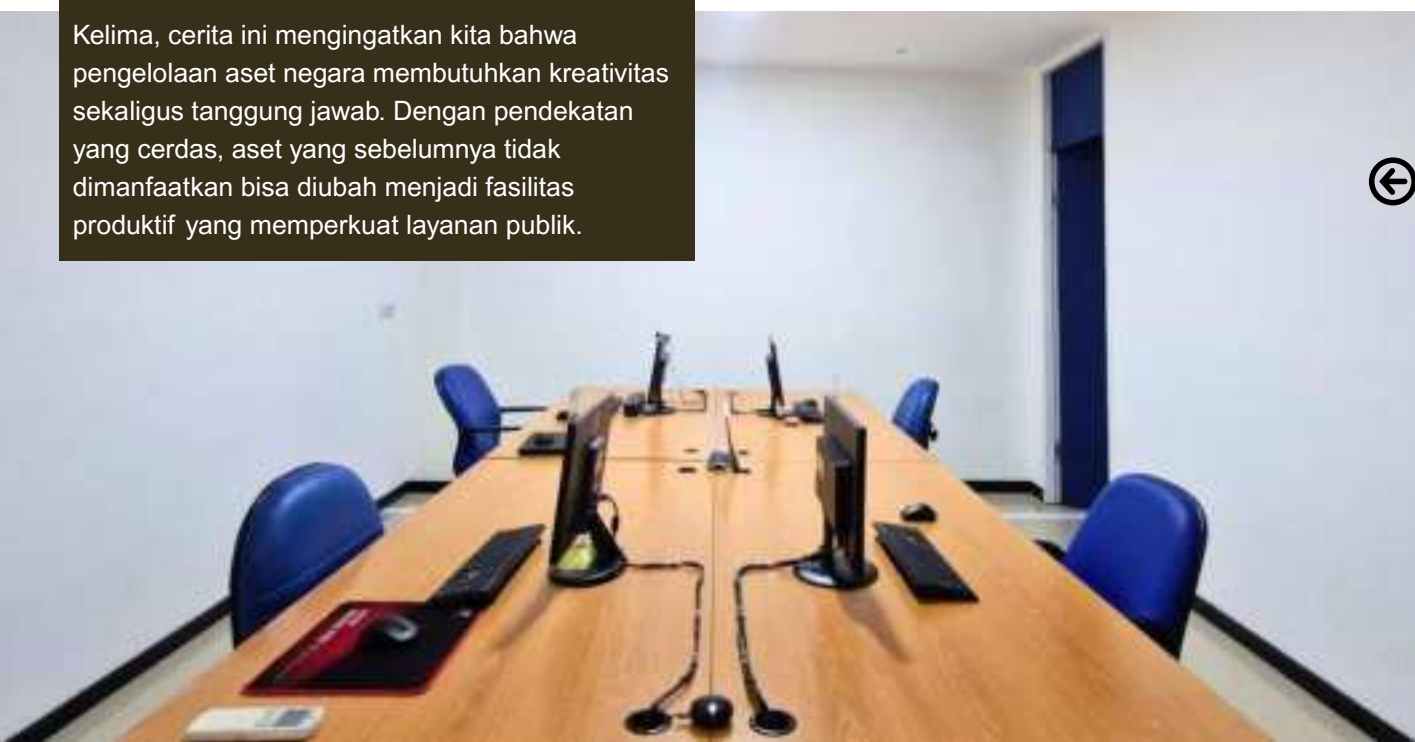 Kelima, cerita ini mengingatkan kita bahwa
pengelolaan aset negara membutuhkan kreativitas
sekaligus tanggung jawab. Dengan pendekatan
yang cerdas, aset yang sebelumnya tidak
dimanfaatkan bisa diubah menjadi fasilitas
produktif yang memperkuat layanan publik.